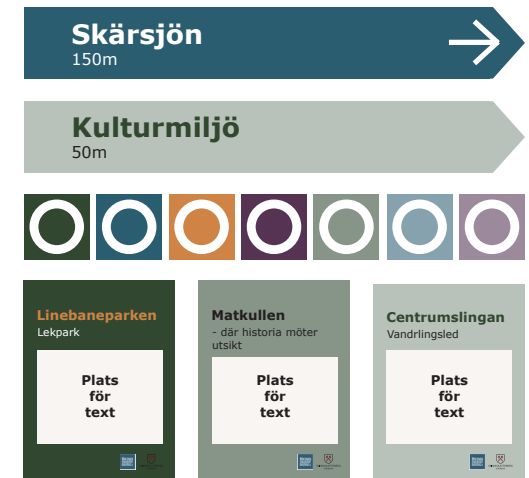 Skärsjön
150m
Kulturmiljö
50m
Linebaneparken
Lekpark
Plats
för
text
Matkullen
- där historia möter
utsikt
Plats
för
text
Centrumslingan
Vandrlingsled
Plats
för
text